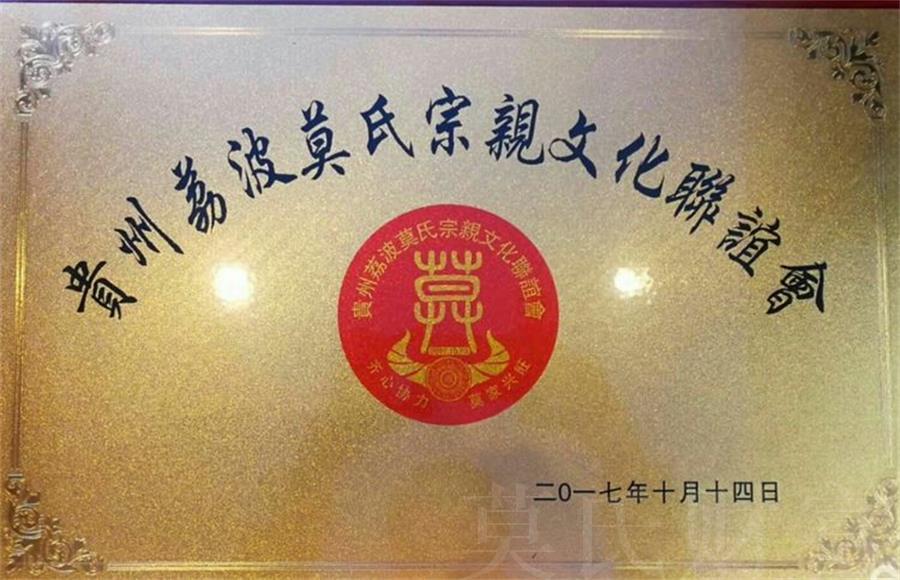 貴州荔波莫氏宗親文化聯誼會
貴州荔波莫氏宗親文化聯誼會
莫
齐心协力 莫家兴旺
二0一七年十月十四日
莫氏财